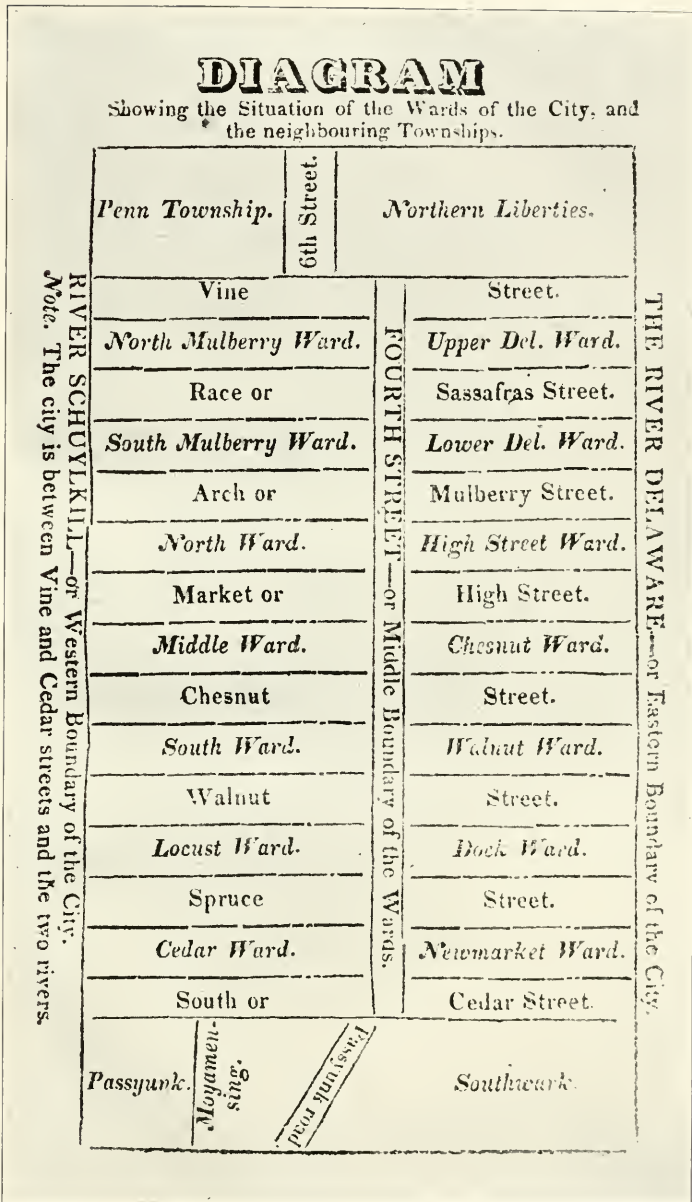 DIAGRAM
Showing the Situation of the Wards of the City, and
the neighbouring Townships.
Penn Township.
6th Street.
Northern Liberties.
RIVER SCHUYLKILL—or Western Boundary of the City.
Note. The city is between Vine and Cedar streets and the two rivers.
FOURTH STREET—or Middle Boundary of the Wards.
THE RIVER DELAWARE—or Eastern Boundary of the City.
Vine Street.
North Mulberry Ward. Upper Del. Ward.
Race or Sassafras Street.
South Mulberry Ward. Lower Del. Ward.
Arch or Mulberry Street.
North Ward. High Street Ward.
Market or High Street.
Middle Ward. Chesnut Ward.
Chesnut Street.
South Ward. Walnut Ward.
Walnut Street.
Locust Ward. Dock Ward.
Spruce Street.
Cedar Ward. Newmarket Ward.
South or Cedar Street.
Passyunk.
Moyamen-
sing.
Passyunk road.
Southwark.